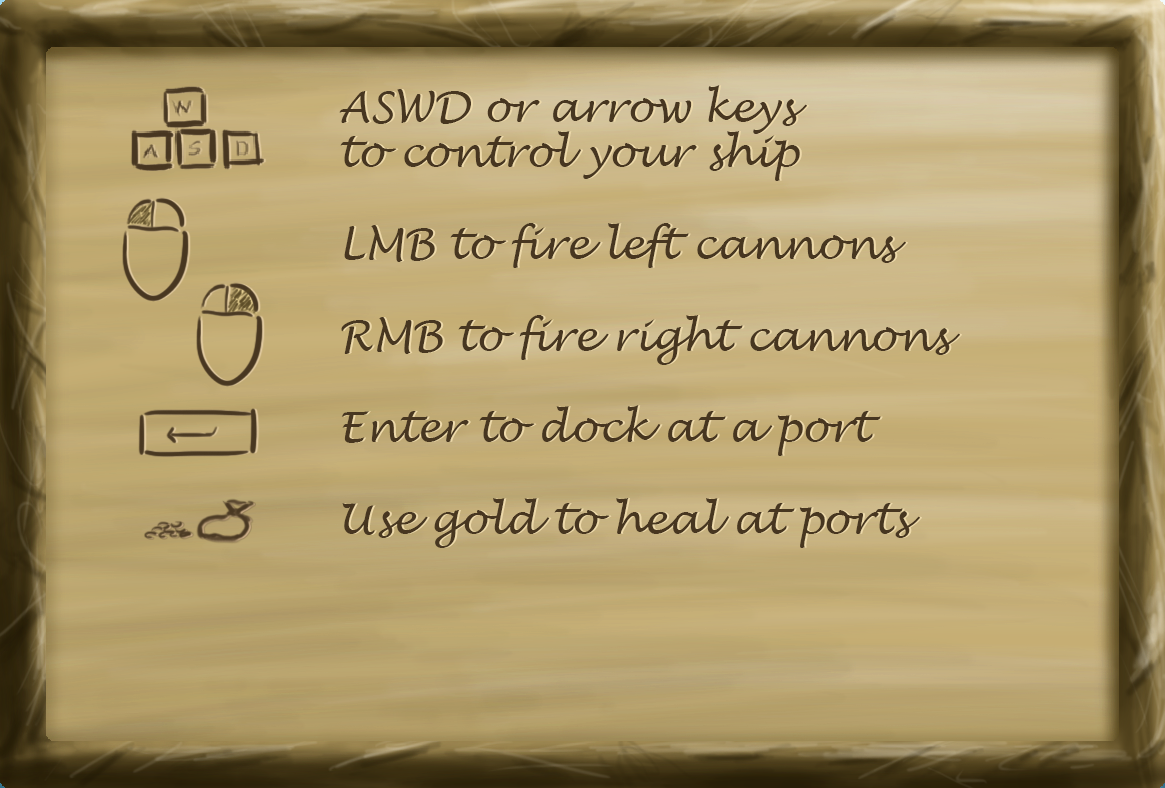 W
A S D
ASWD or arrow keys
to control your ship
LMB to fire left cannons
RMB to fire right cannons
Enter to dock at a port
Use gold to heal at ports